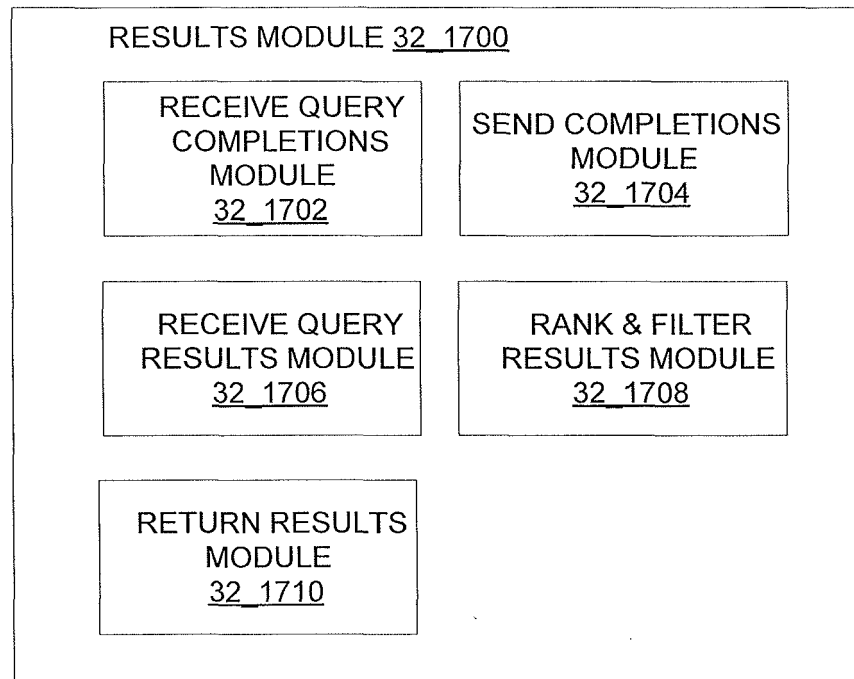 RESULTS MODULE 32_1700
RECEIVE QUERY
COMPLETIONS
MODULE
32_1702
SEND COMPLETIONS
MODULE
32_1704
RECEIVE QUERY
RESULTS MODULE
32_1706
RANK & FILTER
RESULTS MODULE
32_1708
RETURN RESULTS
MODULE
32_1710